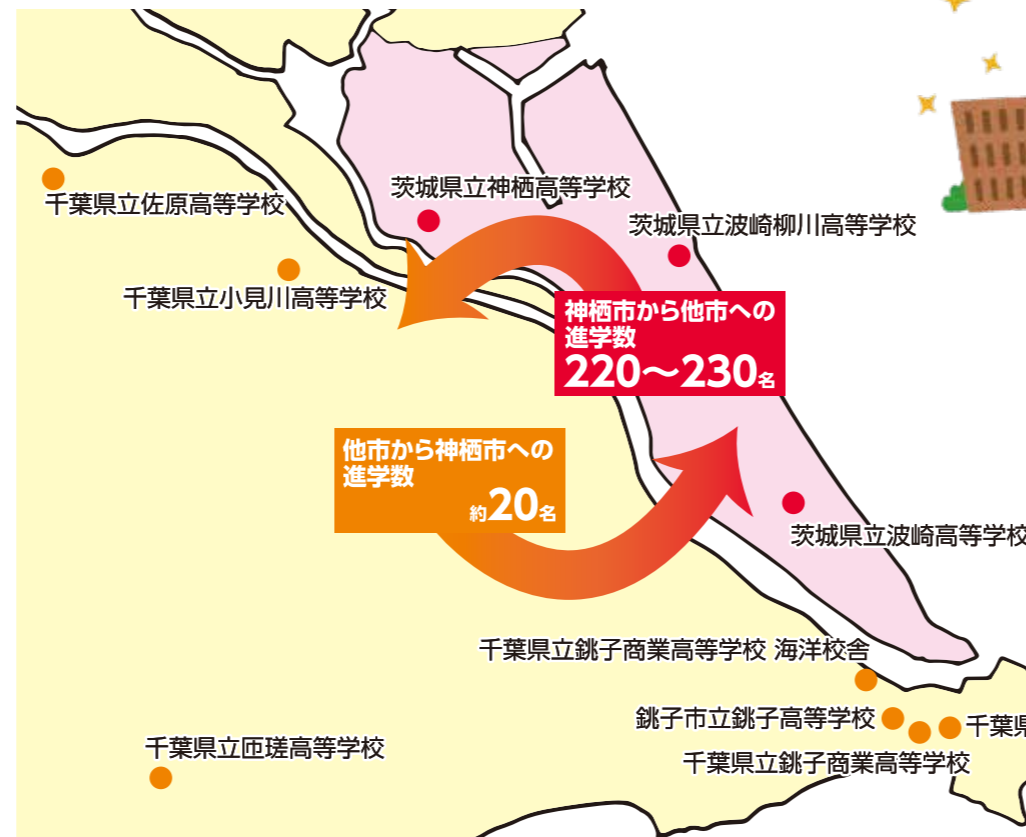 茨城県立神栖高等学校
千葉県立佐原高等学校
茨城県立波崎柳川高等学校
千葉県立小見川高等学校
神栖市から他市への
進学数
220〜230名
他市から神栖市への
進学数
約20名
茨城県立波崎高等学校
千葉県立銚子商業高等学校 海洋校舎
銚子市立銚子高等学校
千葉県
千葉県立銚子商業高等学校
千葉県立匝瑳高等学校